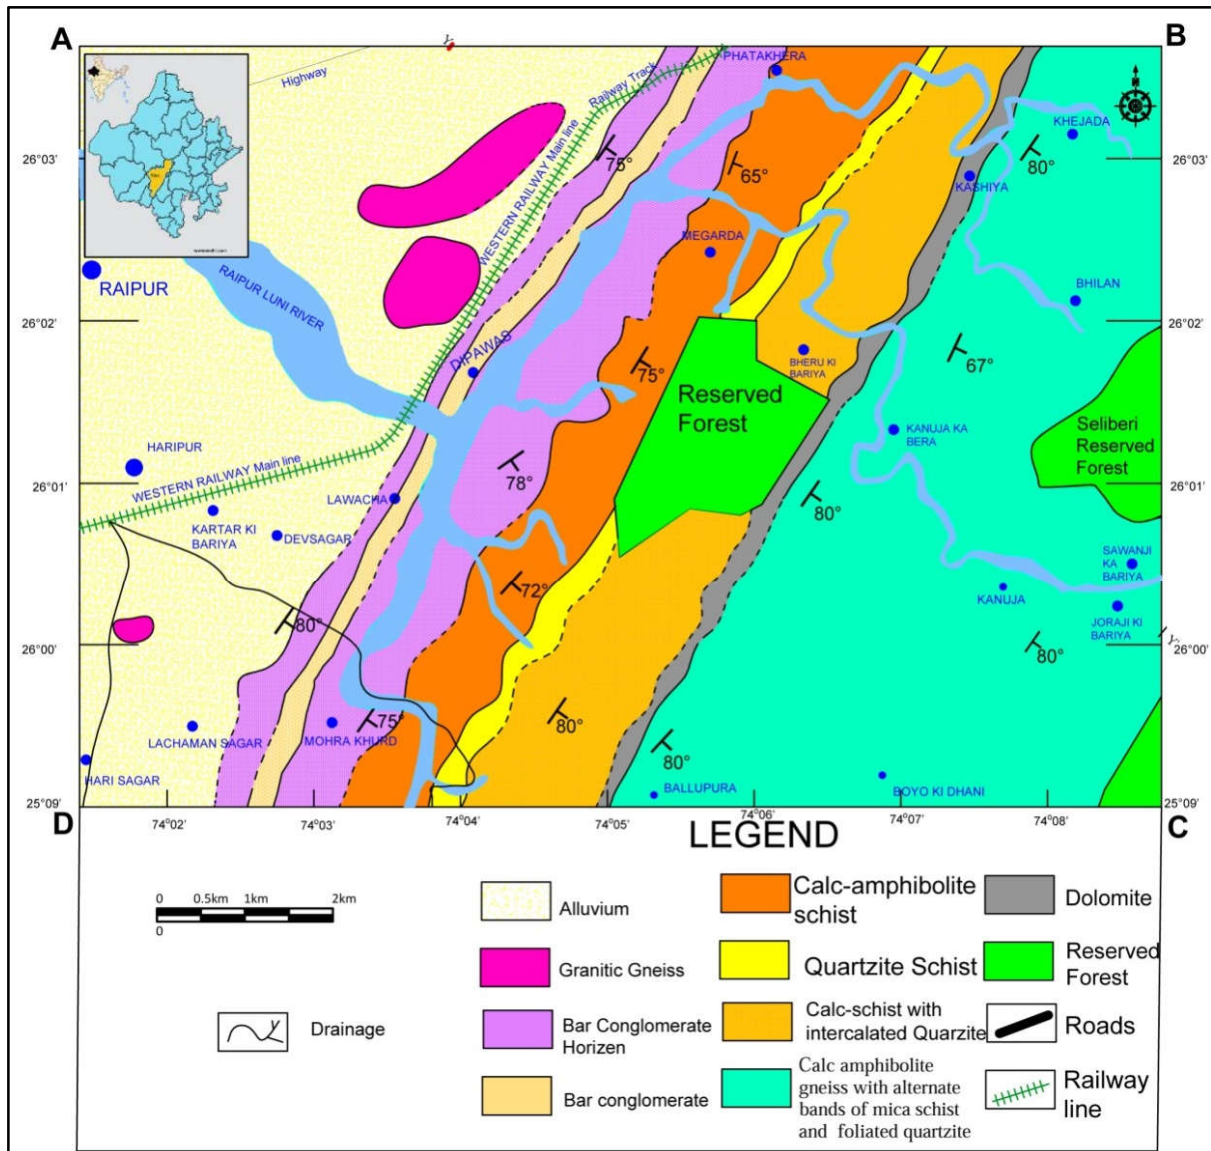 A
B
Highway
Railway Track
PHATAKHERA
KHEJADA
26°03'
26°03'
75°
65°
80°
KASHIYA
WESTERN RAILWAY Main line
MEGARDA
RAIPUR
RAIPUR LUNI RIVER
BHILAN
26°02'
26°02'
DIPAWAS
BHERU KI
BARIYA
75°
67°
Reserved
Forest
KANUJA KA
BERA
Seliberi
Reserved
Forest
HARIPUR
WESTERN RAILWAY Main line
78°
26°01'
26°01'
LAWACHA
80°
KARTAR KI
BARIYA
DEVSAGAR
SAWANJI
KA
BARIYA
72°
KANUJA
JORAJI KI
BARIYA
80°
26°00'
26°00'
80°
75°
80°
80°
LACHAMAN SAGAR
MOHRA KHURD
HARI SAGAR
BALLUPURA
BOYO KI DHANI
25°09'
25°09'
D
74°02'
74°03'
74°04'
74°05'
74°06'
74°07'
74°08'
C
LEGEND
0 0.5km 1km 2km
0
Drainage
Alluvium
Granitic Gneiss
Bar Conglomerate
Horizen
Bar conglomerate
Calc-amphibolite
schist
Quartzite Schist
Calc-schist with
intercalated Quarzite
Calc amphibolite
gneiss with alternate
bands of mica schist
and foliated quartzite
Dolomite
Reserved
Forest
Roads
Railway
line